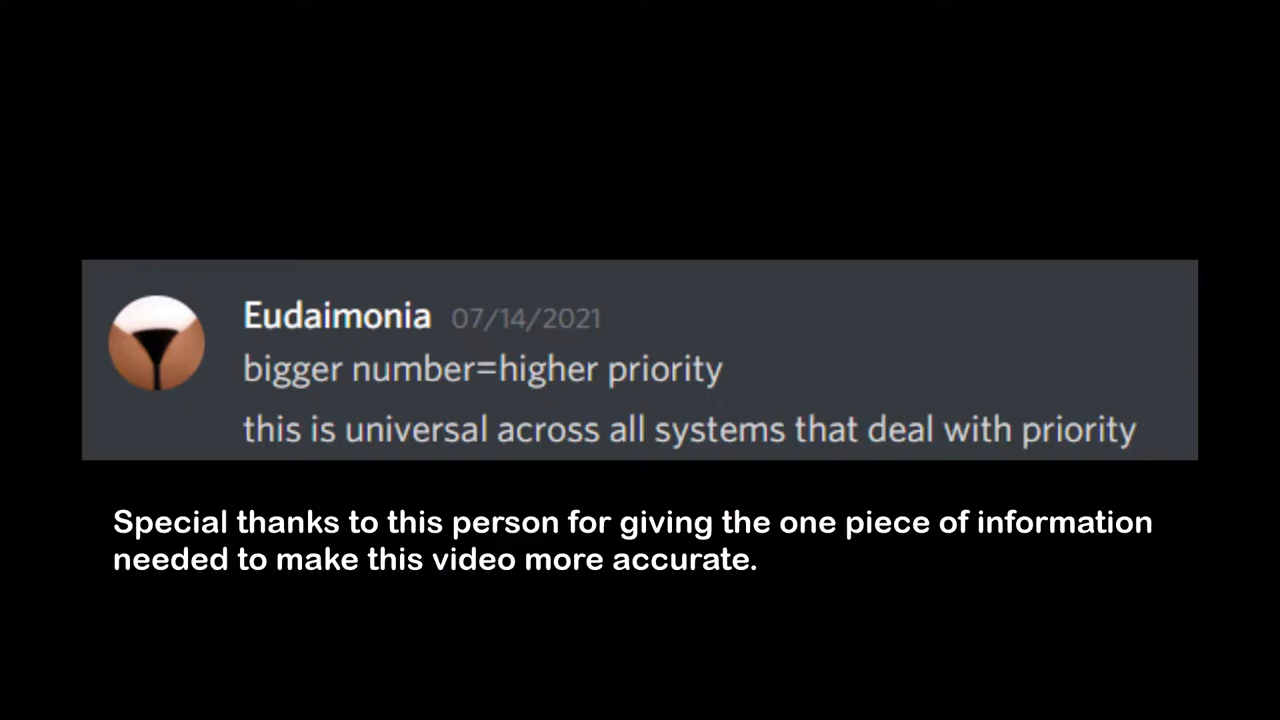 Eudaimonia 07/14/2021
bigger number=higher priority
this is universal across all systems that deal with priority
Special thanks to this person for giving the one piece of information
needed to make this video more accurate.